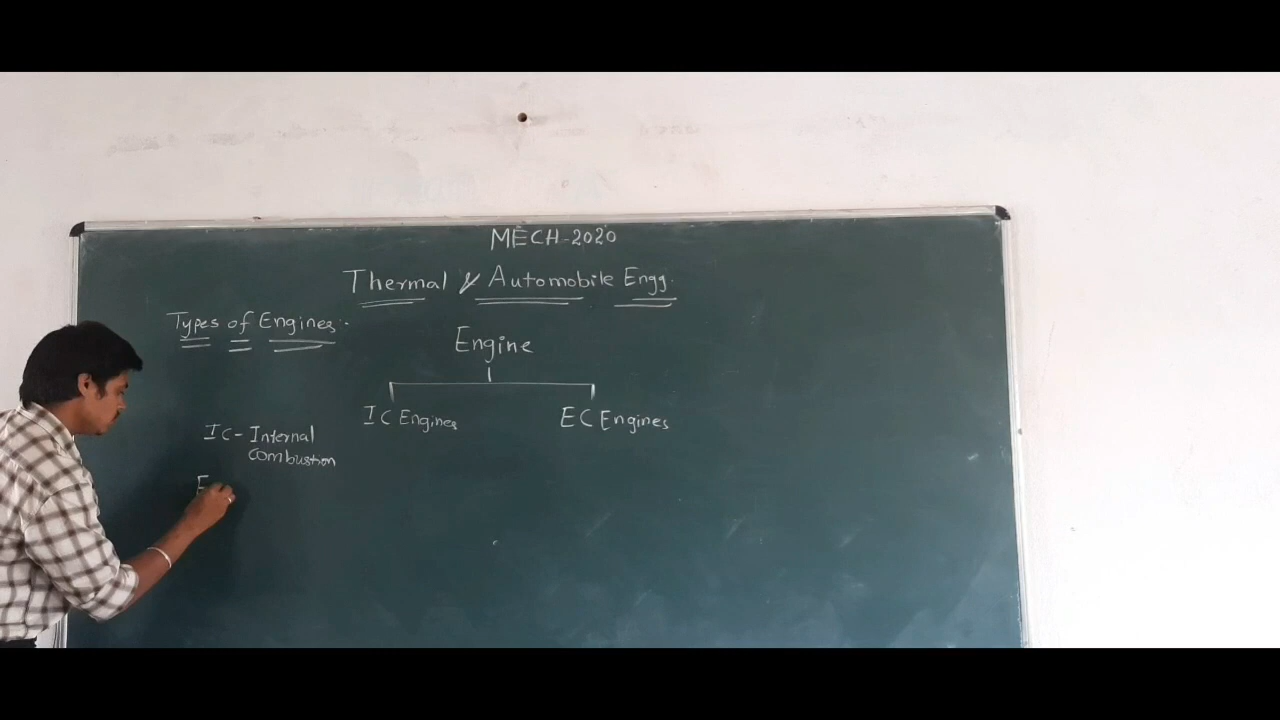 MECH-2020
Thermal & Automobile Engg.
Types of Engines:-
Engine
IC Engines EC Engines
IC - Internal
combustion
E